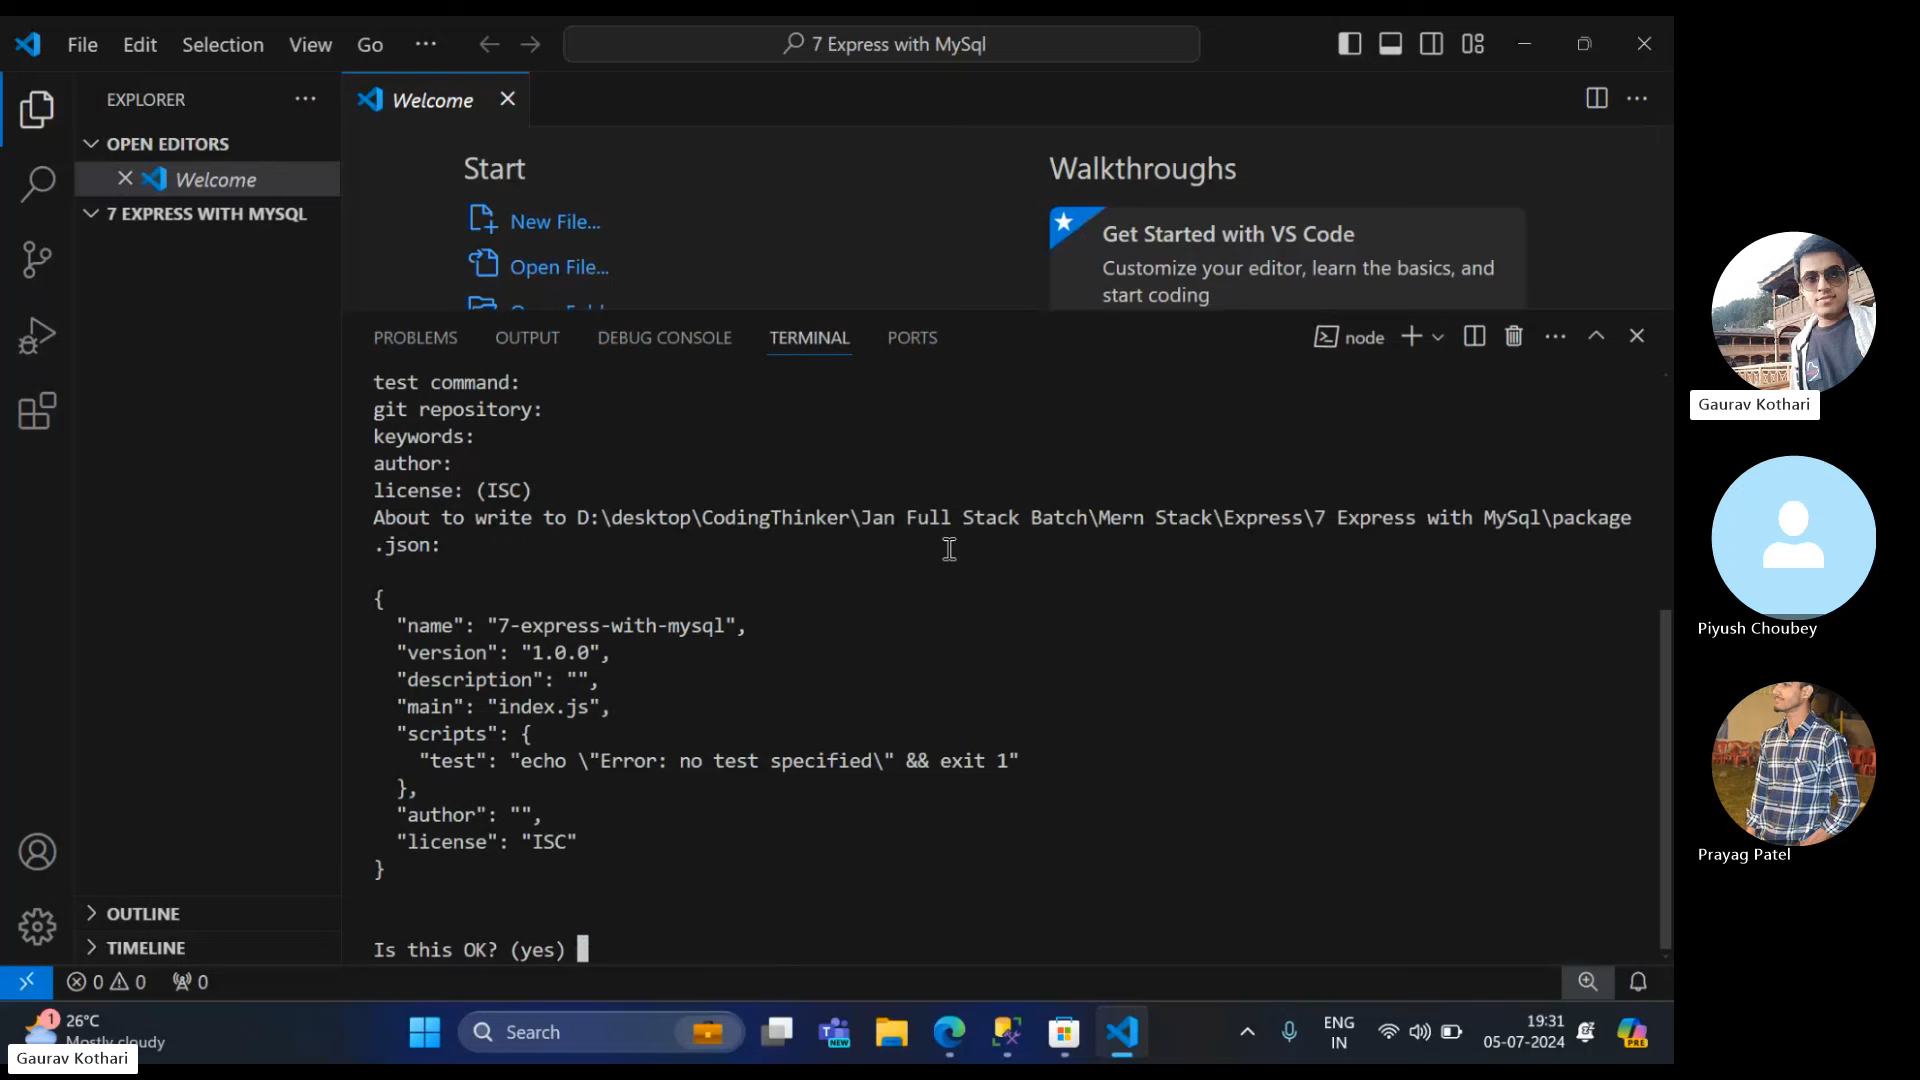 File Edit Selection View Go ··· 7 Express with MySql
EXPLORER ···
OPEN EDITORS
Welcome
7 EXPRESS WITH MYSQL
OUTLINE
TIMELINE
Welcome
Start
New File...
Open File...
Walkthroughs
Get Started with VS Code
Customize your editor, learn the basics, and
start coding
PROBLEMS OUTPUT DEBUG CONSOLE TERMINAL PORTS node
test command:
git repository:
keywords:
author:
license: (ISC)
About to write to D:\desktop\CodingThinker\Jan Full Stack Batch\Mern Stack\Express\7 Express with MySql\package
.json:
{
"name": "7-express-with-mysql",
"version": "1.0.0",
"description": "",
"main": "index.js",
"scripts": {
"test": "echo \"Error: no test specified\" && exit 1"
},
"author": "",
"license": "ISC"
}
Is this OK? (yes)
0 0 0
1
26°C
Mostly cloudy
Search
NEW
ENG
IN
19:31
05-07-2024
PRE
Gaurav Kothari
Gaurav Kothari
Piyush Choubey
Prayag Patel